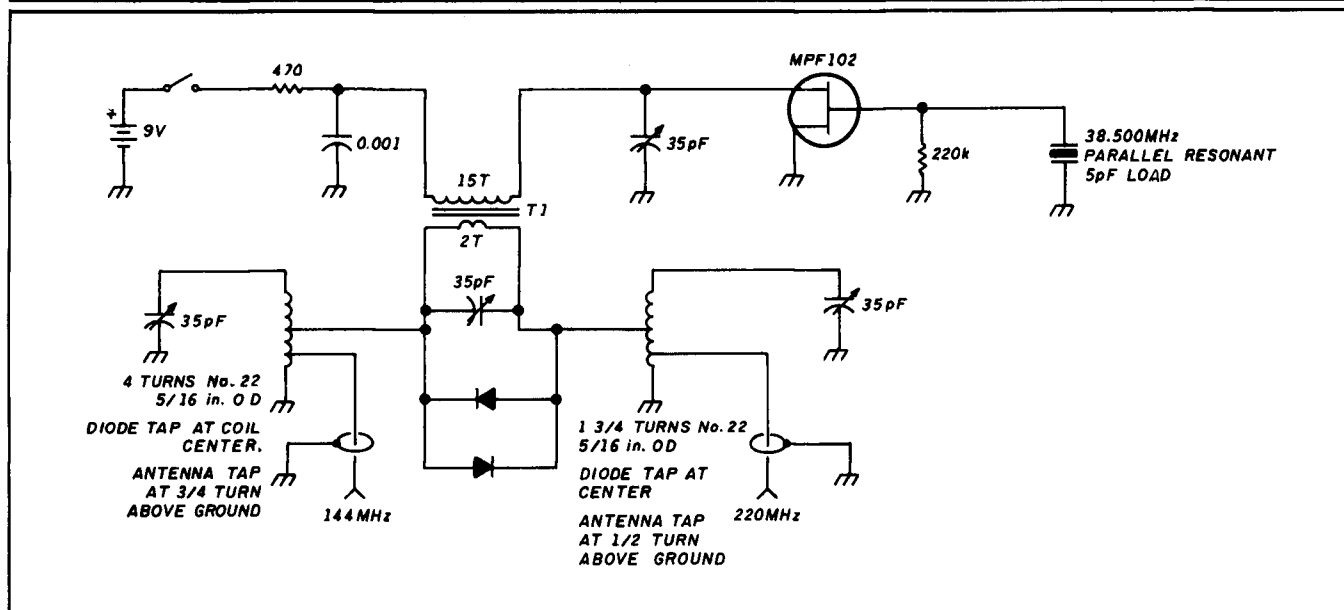 470
MPF102
+
9V
0.001
35pF
220k
38.500MHz
PARALLEL RESONANT
5pF LOAD
15T
T1
2T
35pF
35pF
35pF
4 TURNS No. 22
5/16 in. OD
DIODE TAP AT COIL
CENTER.
ANTENNA TAP
AT 3/4 TURN
ABOVE GROUND
144MHz
1 3/4 TURNS No. 22
5/16 in. OD
DIODE TAP AT
CENTER
ANTENNA TAP
AT 1/2 TURN
ABOVE GROUND
220MHz